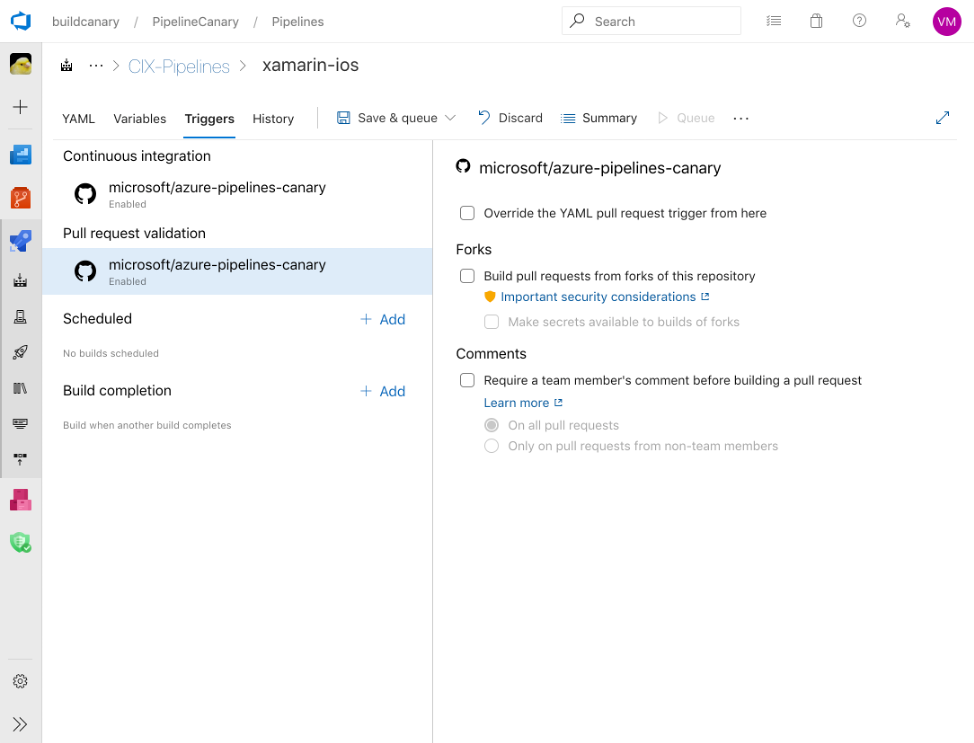 buildcanary / PipelineCanary / Pipelines
Search
VM
··· > CIX-Pipelines > xamarin-ios
YAML Variables Triggers History Save & queue Discard Summary Queue ···
Continuous integration
microsoft/azure-pipelines-canary
Enabled
Pull request validation
microsoft/azure-pipelines-canary
Enabled
Scheduled
+ Add
No builds scheduled
Build completion
+ Add
Build when another build completes
microsoft/azure-pipelines-canary
Override the YAML pull request trigger from here
Forks
Build pull requests from forks of this repository
Important security considerations
Make secrets available to builds of forks
Comments
Require a team member's comment before building a pull request
Learn more
On all pull requests
Only on pull requests from non-team members